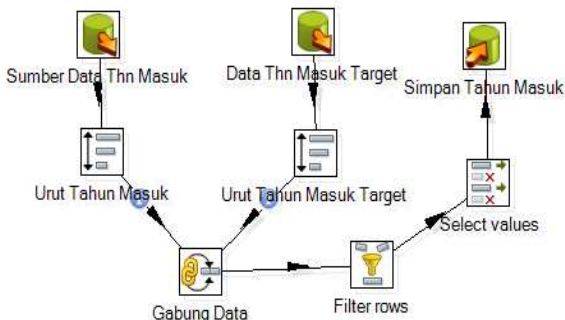 Sumber Data Thn Masuk
Data Thn Masuk Target
Simpan Tahun Masuk
Urut Tahun Masuk
Urut Tahun Masuk Target
Select values
Gabung Data
Filter rows